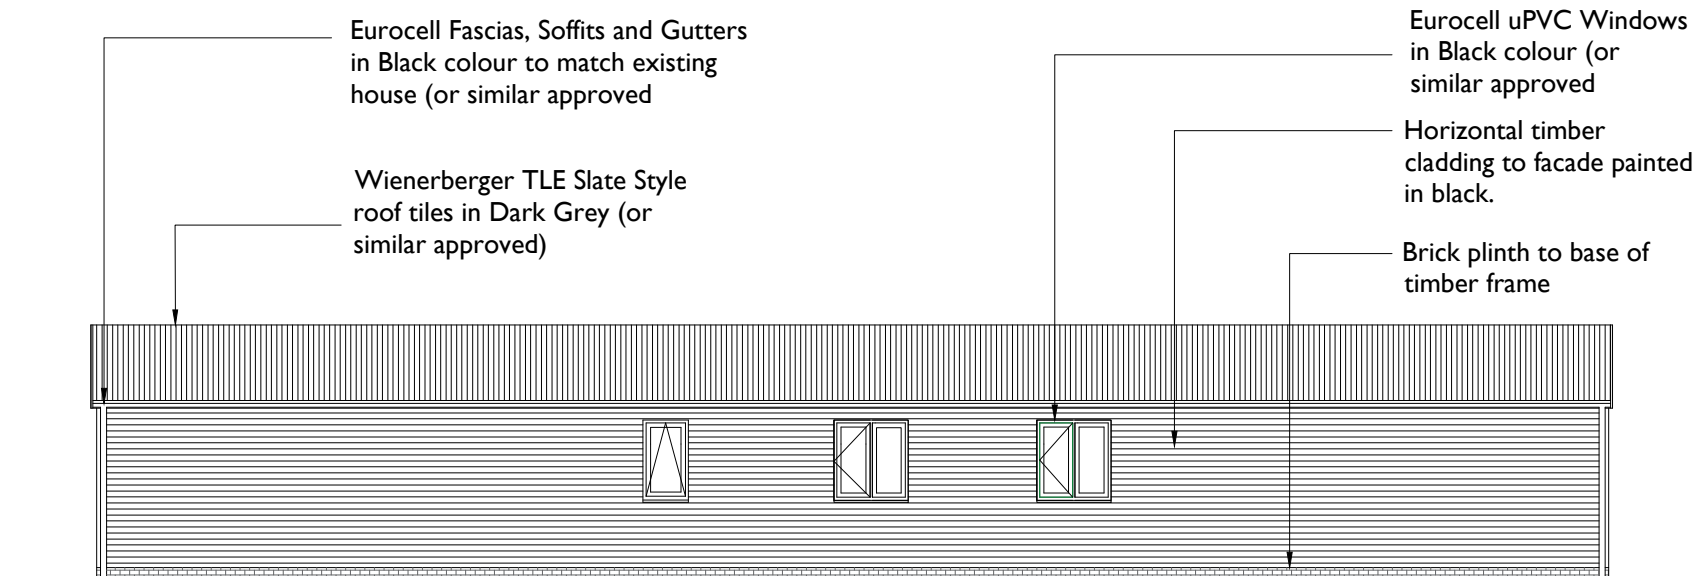 Eurocell Fascias, Soffits and Gutters
in Black colour to match existing
house (or similar approved
Wienerberger TLE Slate Style
roof tiles in Dark Grey (or
similar approved)
Eurocell uPVC Windows
in Black colour (or
similar approved
Horizontal timber
cladding to facade painted
in black.
Brick plinth to base of
timber frame